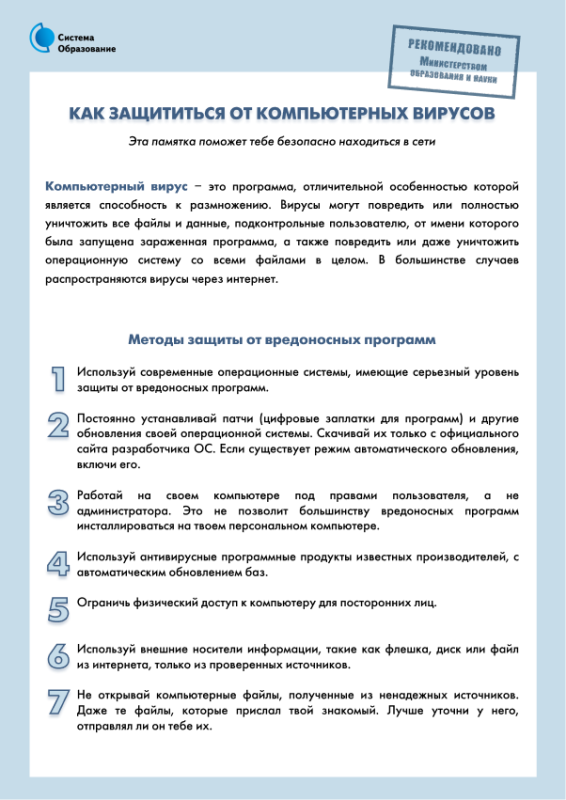 Система
Образование
РЕКОМЕНДОВАНО
Министерством
образования и науки
КАК ЗАЩИТИТЬСЯ ОТ КОМПЬЮТЕРНЫХ ВИРУСОВ
Эта памятка поможет тебе безопасно находиться в сети
Компьютерный вирус – это программа, отличительной особенностью которой
является способность к размножению. Вирусы могут повредить или полностью
уничтожить все файлы и данные, подконтрольные пользователю, от имени которого
была запущена зараженная программа, а также повредить или даже уничтожить
операционную систему со всеми файлами в целом. В большинстве случаев
распространяются вирусы через интернет.
Методы защиты от вредоносных программ
1 Используй современные операционные системы, имеющие серьезный уровень
защиты от вредоносных программ.
2 Постоянно устанавливай патчи (цифровые заплатки для программ) и другие
обновления своей операционной системы. Скачивай их только с официального
сайта разработчика ОС. Если существует режим автоматического обновления,
включи его.
3 Работай на своем компьютере под правами пользователя, а не
администратора. Это не позволит большинству вредоносных программ
инсталлироваться на твоем персональном компьютере.
4 Используй антивирусные программные продукты известных производителей, с
автоматическим обновлением баз.
5 Ограничь физический доступ к компьютеру для посторонних лиц.
6 Используй внешние носители информации, такие как флешка, диск или файл
из интернета, только из проверенных источников.
7 Не открывай компьютерные файлы, полученные из ненадежных источников.
Даже те файлы, которые прислал твой знакомый. Лучше уточни у него,
отправлял ли он тебе их.